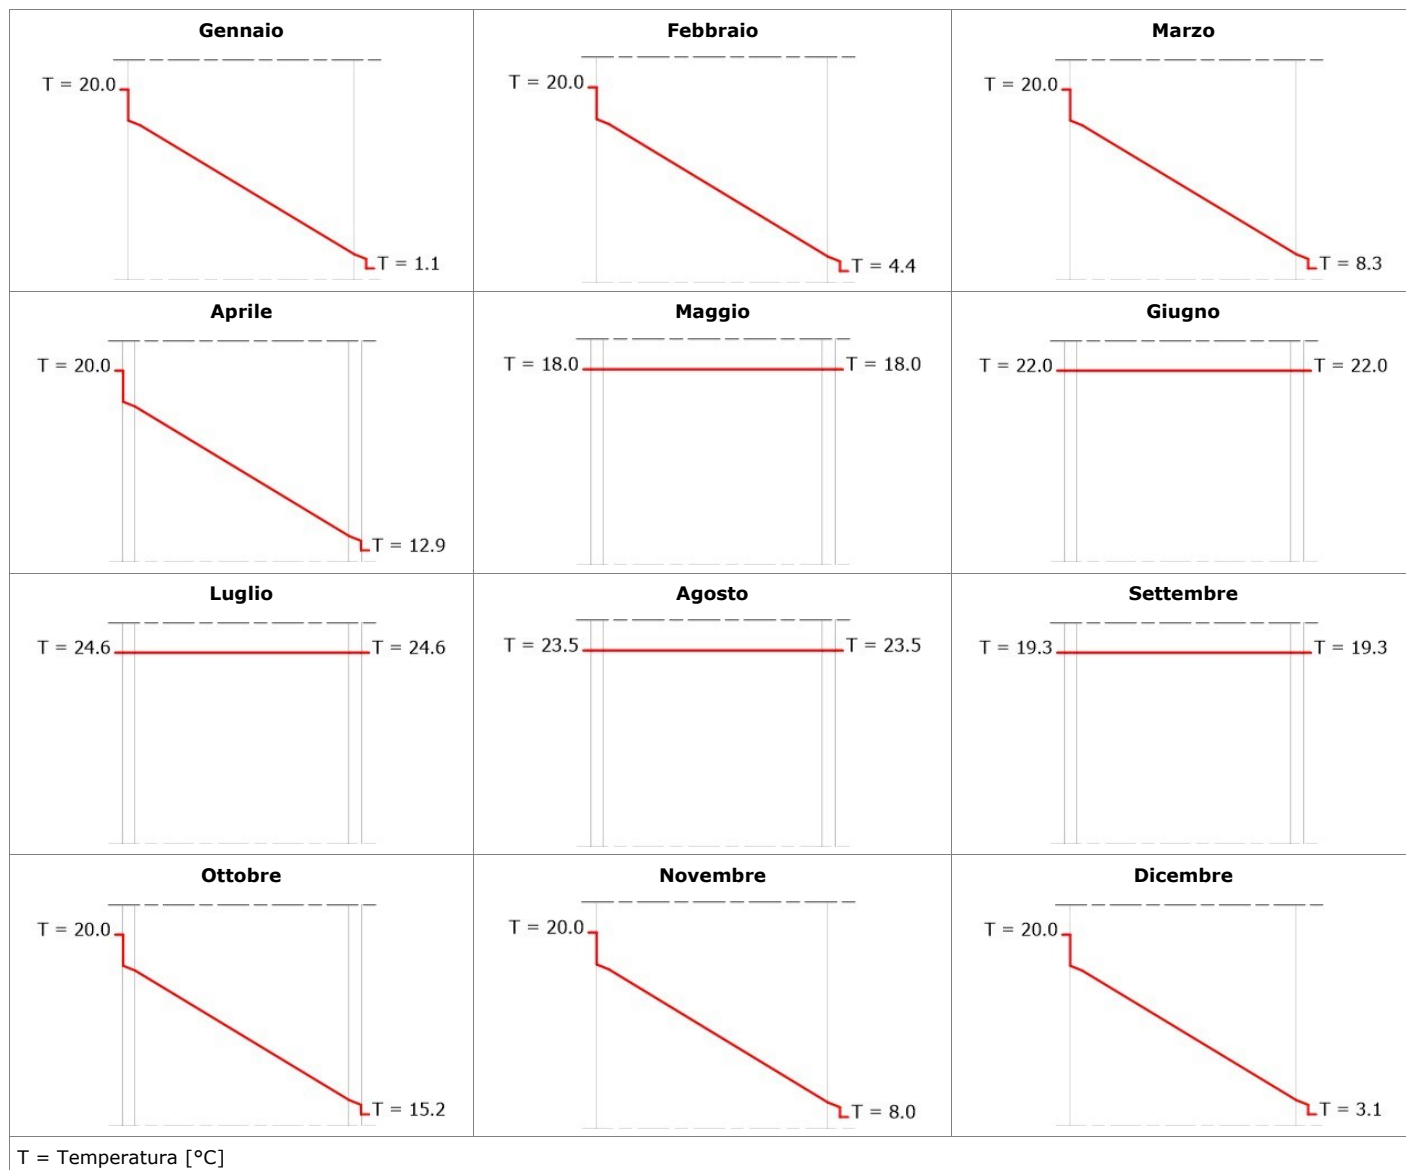 Gennaio
T = 20.0
T = 1.1
Febbraio
T = 20.0
T = 4.4
Marzo
T = 20.0
T = 8.3
Aprile
T = 20.0
T = 12.9
Maggio
T = 18.0
T = 18.0
Giugno
T = 22.0
T = 22.0
Luglio
T = 24.6
T = 24.6
Agosto
T = 23.5
T = 23.5
Settembre
T = 19.3
T = 19.3
Ottobre
T = 20.0
T = 15.2
Novembre
T = 20.0
T = 8.0
Dicembre
T = 20.0
T = 3.1
T = Temperatura [°C]